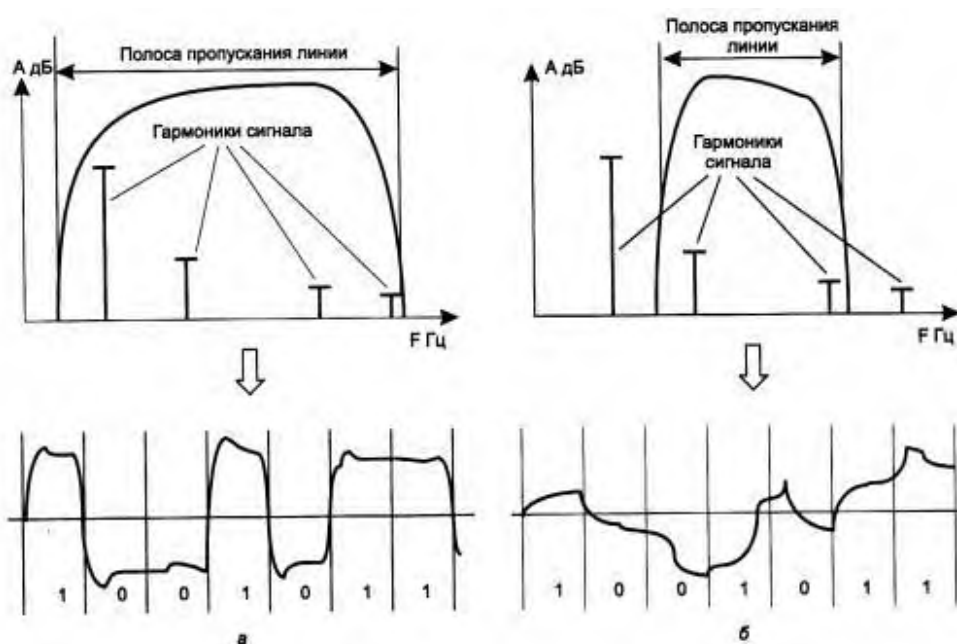 Полоса пропускания линии
А дБ
Гармоники сигнала
F Гц
1 0 0 1 0 1 1
а
Полоса пропускания
линии
А дБ
Гармоники
сигнала
F Гц
1 0 0 1 0 1 1
б